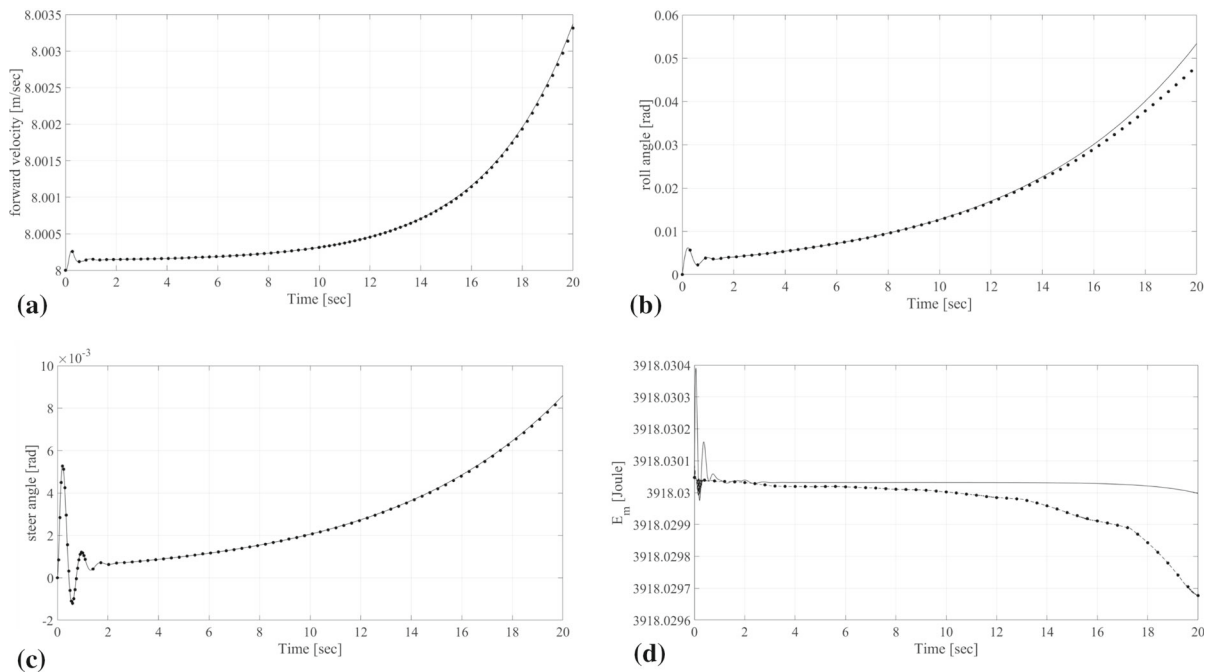 8.0035
8.003
8.0025
8.002
8.0015
8.001
8.0005
8
forward velocity [m/sec]
0 2 4 6 8 10 12 14 16 18 20
Time [sec]
(a)
0.06
0.05
0.04
0.03
0.02
0.01
0
roll angle [rad]
0 2 4 6 8 10 12 14 16 18 20
Time [sec]
(b)
×10⁻³
10
8
6
4
2
0
-2
steer angle [rad]
0 2 4 6 8 10 12 14 16 18 20
Time [sec]
(c)
3918.0304
3918.0303
3918.0302
3918.0301
3918.03
3918.0299
3918.0298
3918.0297
3918.0296
E_m [Joule]
0 2 4 6 8 10 12 14 16 18 20
Time [sec]
(d)